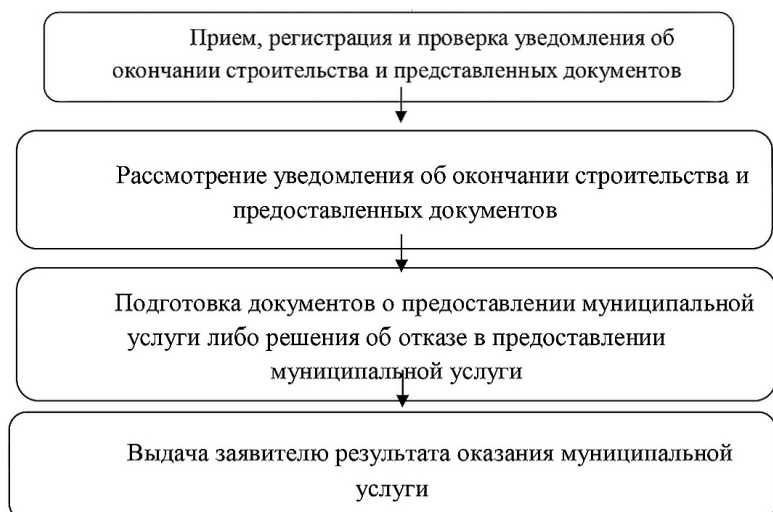 Прием, регистрация и проверка уведомления об
окончании строительства и представленных документов
Рассмотрение уведомления об окончании строительства и
предоставленных документов
Подготовка документов о предоставлении муниципальной
услуги либо решения об отказе в предоставлении
муниципальной услуги
Выдача заявителю результата оказания муниципальной
услуги